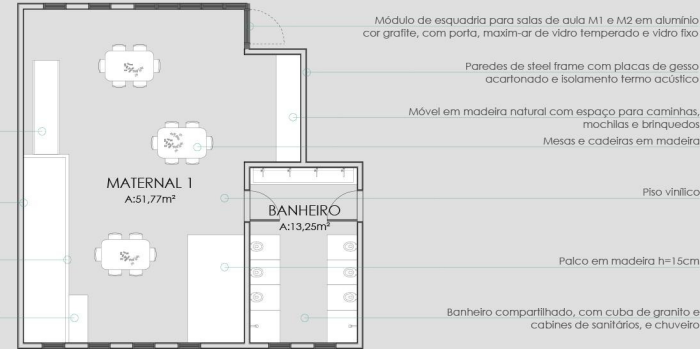 Módulo de esquadria para salas de aula M1 e M2 em alumínio
cor grafite, com porta, maxim-ar de vidro temperado e vidro fixo
Paredes de steel frame com placas de gesso
acartonado e isolamento termo acústico
Móvel em madeira natural com espaço para caminhas,
mochilas e brinquedos
Mesas e cadeiras em madeira
MATERNAL 1
A:51,77m²
Piso vinílico
BANHEIRO
A:13,25m²
Palco em madeira h=15cm
Banheiro compartilhado, com cuba de granito e
cabines de sanitários, e chuveiro